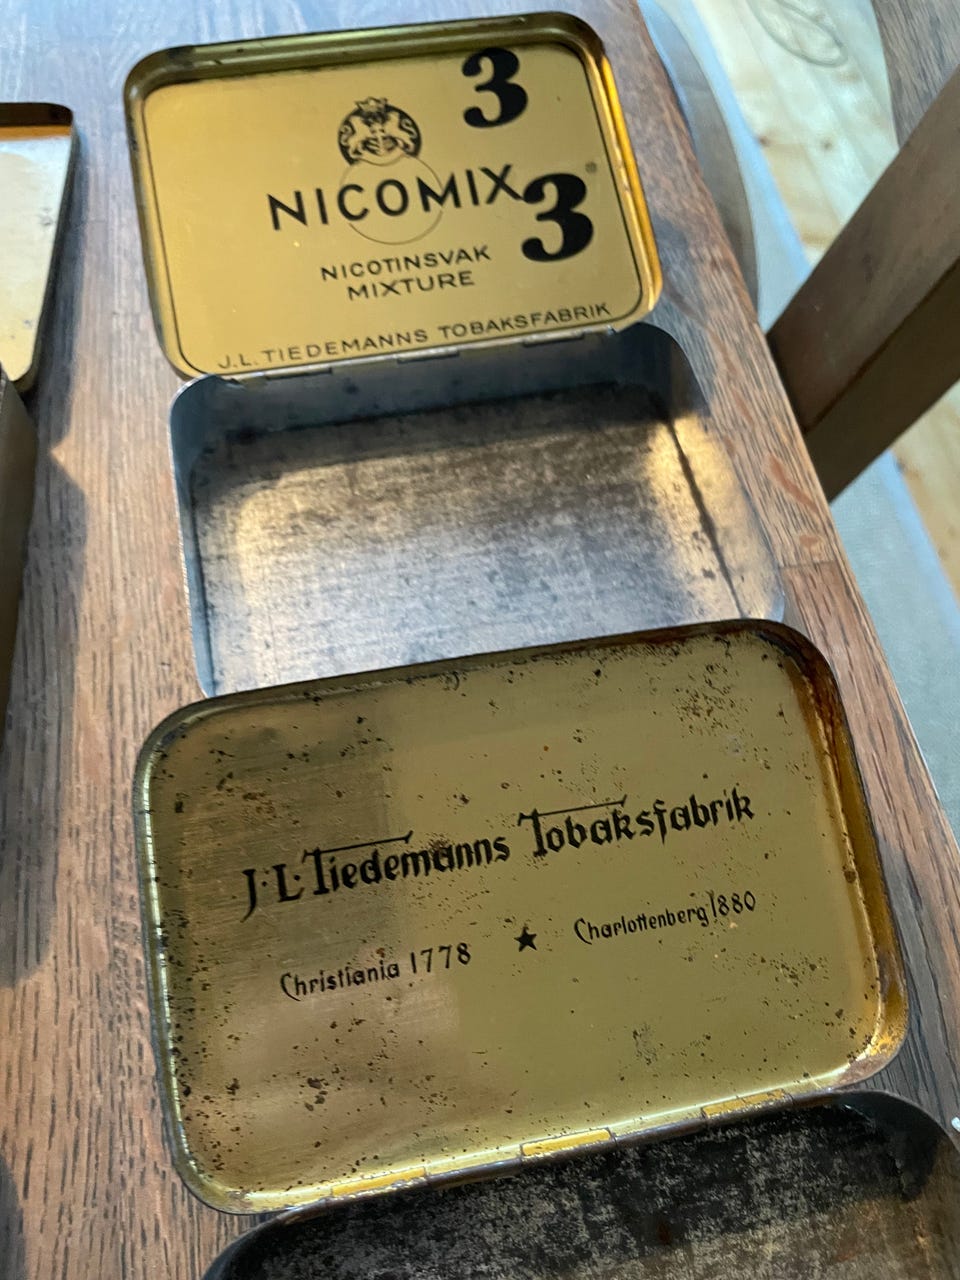 3
NICOMIX 3
NICOTINSVAK
MIXTURE
J.L. TIEDEMANNS TOBAKSFABRIK
J·L· Tiedemanns Tobaksfabrik
Christiania 1778 ★ Charlottenberg 1880